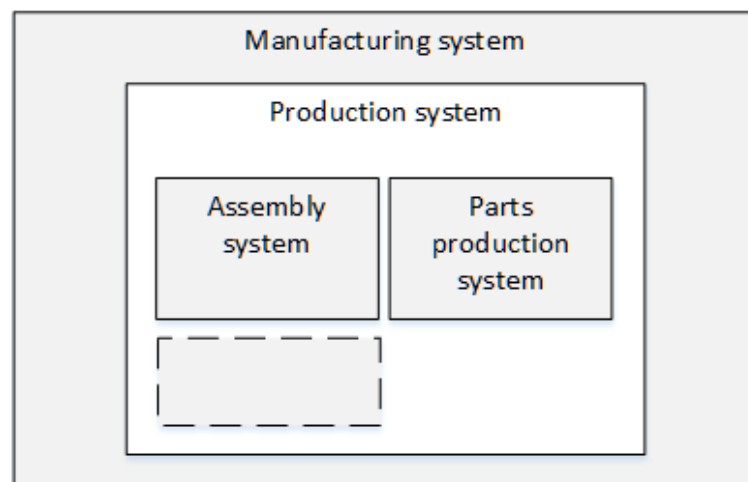 Manufacturing system
Production system
Assembly
system
Parts
production
system